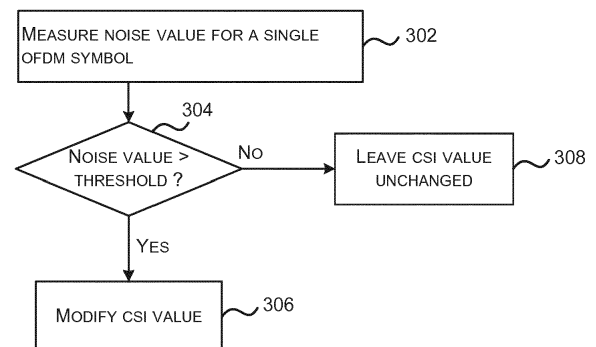 MEASURE NOISE VALUE FOR A SINGLE
OFDM SYMBOL
302
304
NOISE VALUE >
THRESHOLD ?
NO
LEAVE CSI VALUE
UNCHANGED
308
YES
MODIFY CSI VALUE
306